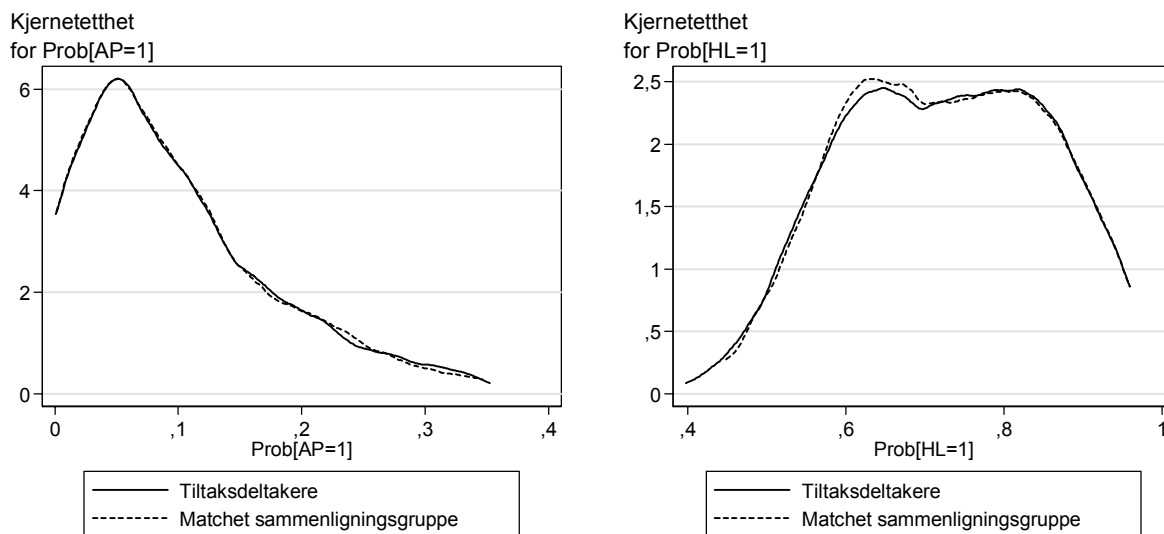 Kjernetetthet
for Prob[AP=1]
6
4
2
0
0 ,1 ,2 ,3 ,4
Prob[AP=1]
Tiltaksdeltakere
Matchet sammenligningsgruppe
Kjernetetthet
for Prob[HL=1]
2,5
2
1,5
1
,5
0
,4 ,6 ,8 1
Prob[HL=1]
Tiltaksdeltakere
Matchet sammenligningsgruppe